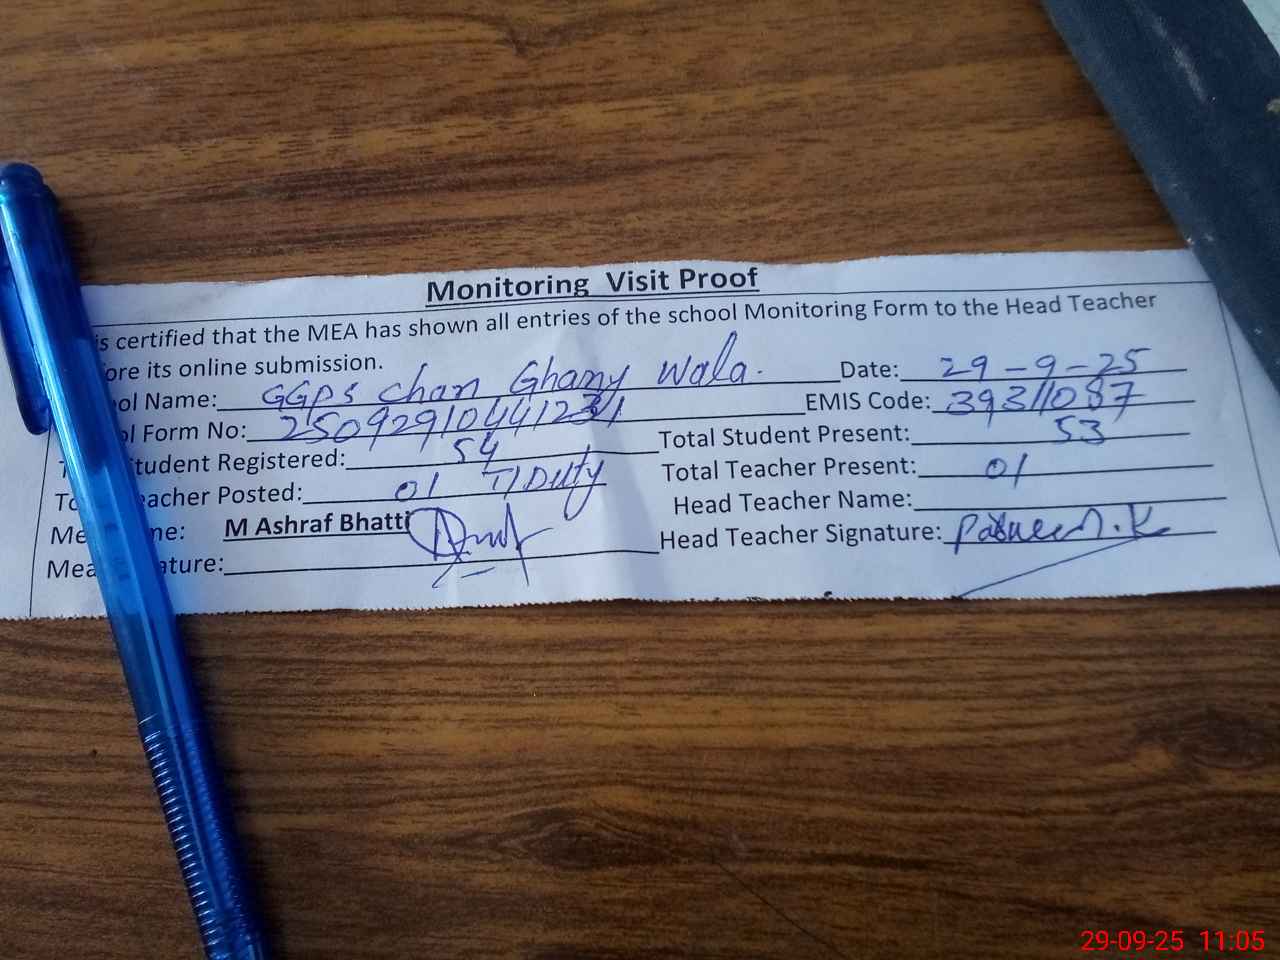 Monitoring Visit Proof
is certified that the MEA has shown all entries of the school Monitoring Form to the Head Teacher
ore its online submission.
ol Name: GGPS Chan Ghany Wala. Date: 29-9-25
ol Form No: EMIS Code: 39311087
tudent Registered: 54 Total Student Present: 53
eacher Posted: 01 T/Duty Total Teacher Present: 01
Me me: M Ashraf Bhatti Head Teacher Name:
Mea ature: Head Teacher Signature:
29-09-25 11:05